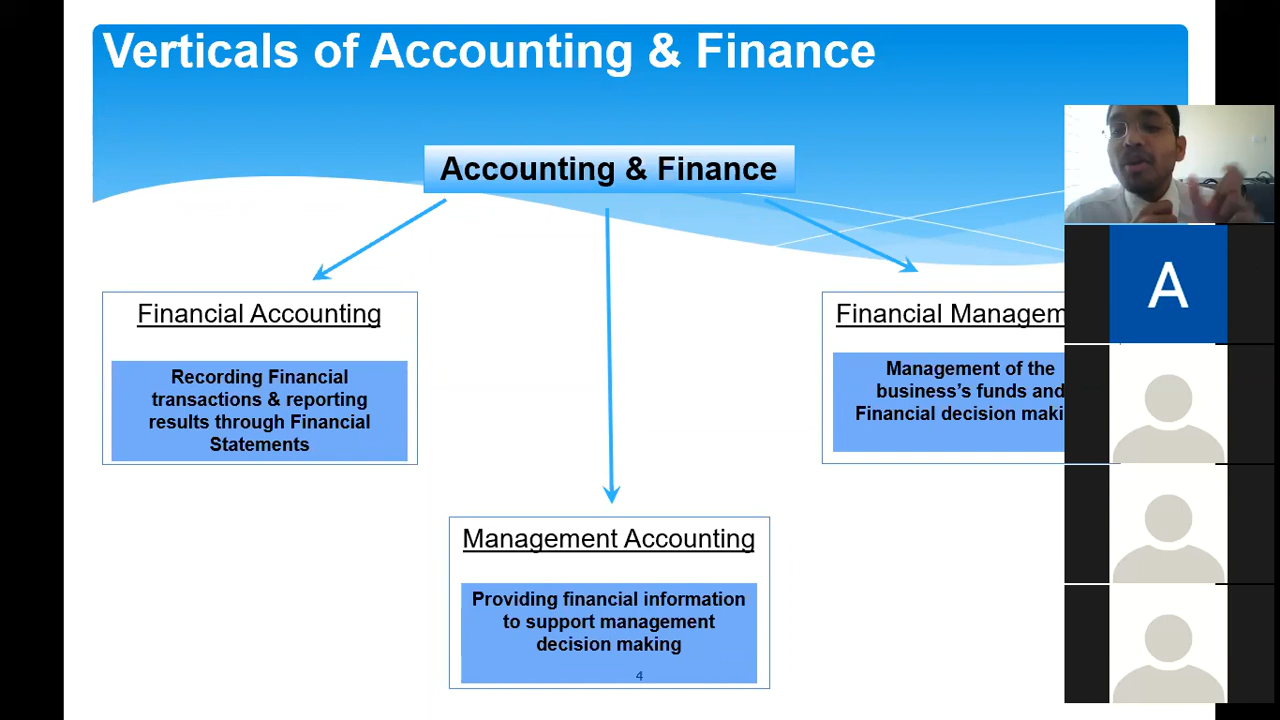 Verticals of Accounting & Finance
Accounting & Finance
Financial Accounting
Recording Financial
transactions & reporting
results through Financial
Statements
Financial Managem
Management of the
business's funds and
Financial decision maki
Management Accounting
Providing financial information
to support management
decision making
4
A